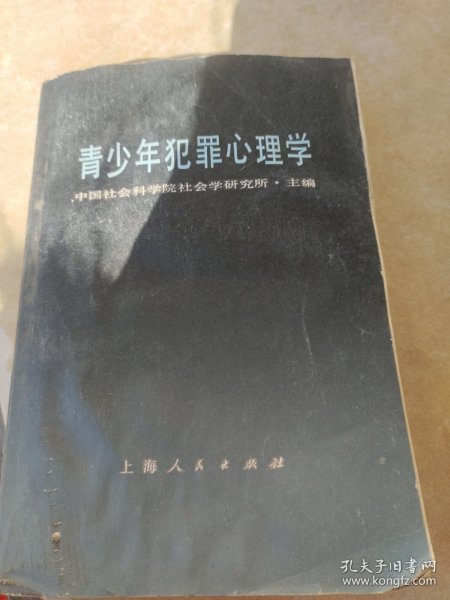 青少年犯罪心理学
中国社会科学院社会学研究所·主编
上海人民出版社
孔夫子旧书网
www.kongfz.com